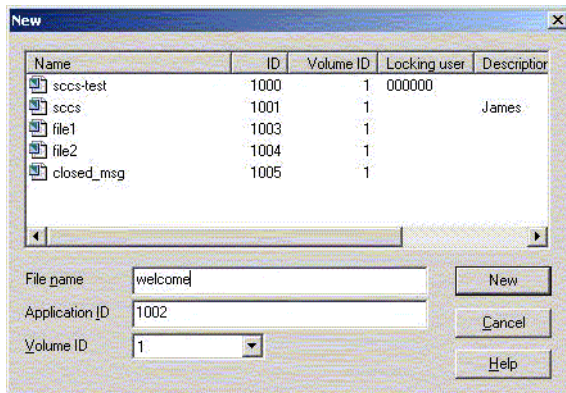 New
Name ID Volume ID Locking user Description
sccs-test 1000 1 000000
sccs 1001 1 James
file1 1003 1
file2 1004 1
closed_msg 1005 1
File name welcome New
Application ID 1002 Cancel
Volume ID 1 Help